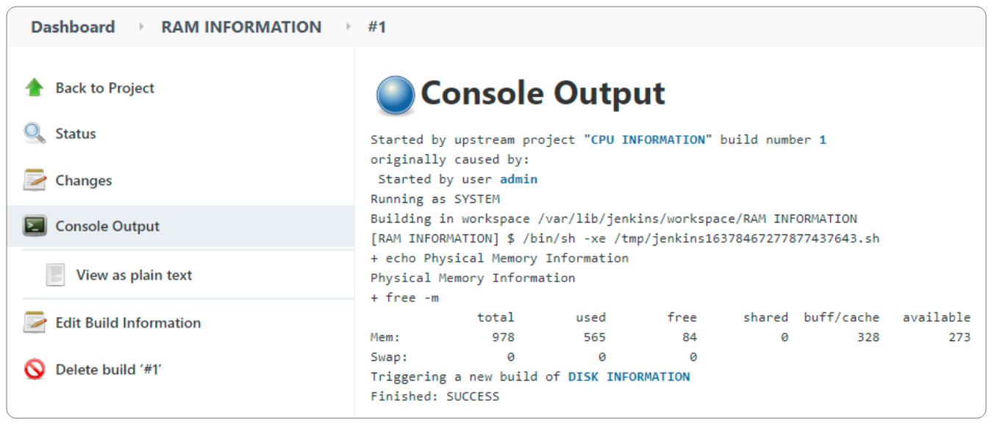 Dashboard RAM INFORMATION #1
Back to Project
Status
Changes
Console Output
View as plain text
Edit Build Information
Delete build ‘#1’
Console Output
Started by upstream project "CPU INFORMATION" build number 1
originally caused by:
 Started by user admin
Running as SYSTEM
Building in workspace /var/lib/jenkins/workspace/RAM INFORMATION
[RAM INFORMATION] $ /bin/sh -xe /tmp/jenkins16378467277877437643.sh
+ echo Physical Memory Information
Physical Memory Information
+ free -m
              total        used        free      shared  buff/cache   available
Mem:            978         565          84           0         328         273
Swap:             0           0           0
Triggering a new build of DISK INFORMATION
Finished: SUCCESS